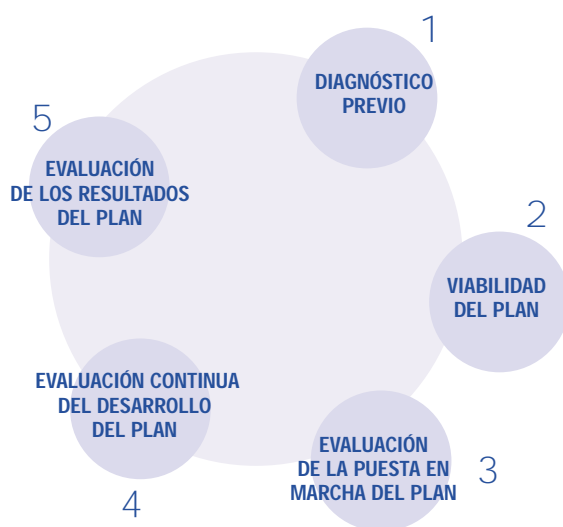 1
DIAGNÓSTICO
PREVIO
2
VIABILIDAD
DEL PLAN
3
EVALUACIÓN
DE LA PUESTA EN
MARCHA DEL PLAN
4
EVALUACIÓN CONTINUA
DEL DESARROLLO
DEL PLAN
5
EVALUACIÓN
DE LOS RESULTADOS
DEL PLAN